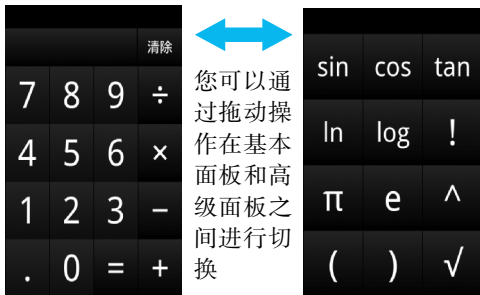 清除
7 8 9 ÷
4 5 6 ×
1 2 3 −
. 0 = +
您可以通
过拖动操
作在基本
面板和高
级面板之
间进行切
换
sin cos tan
ln log !
π e ^
( ) √